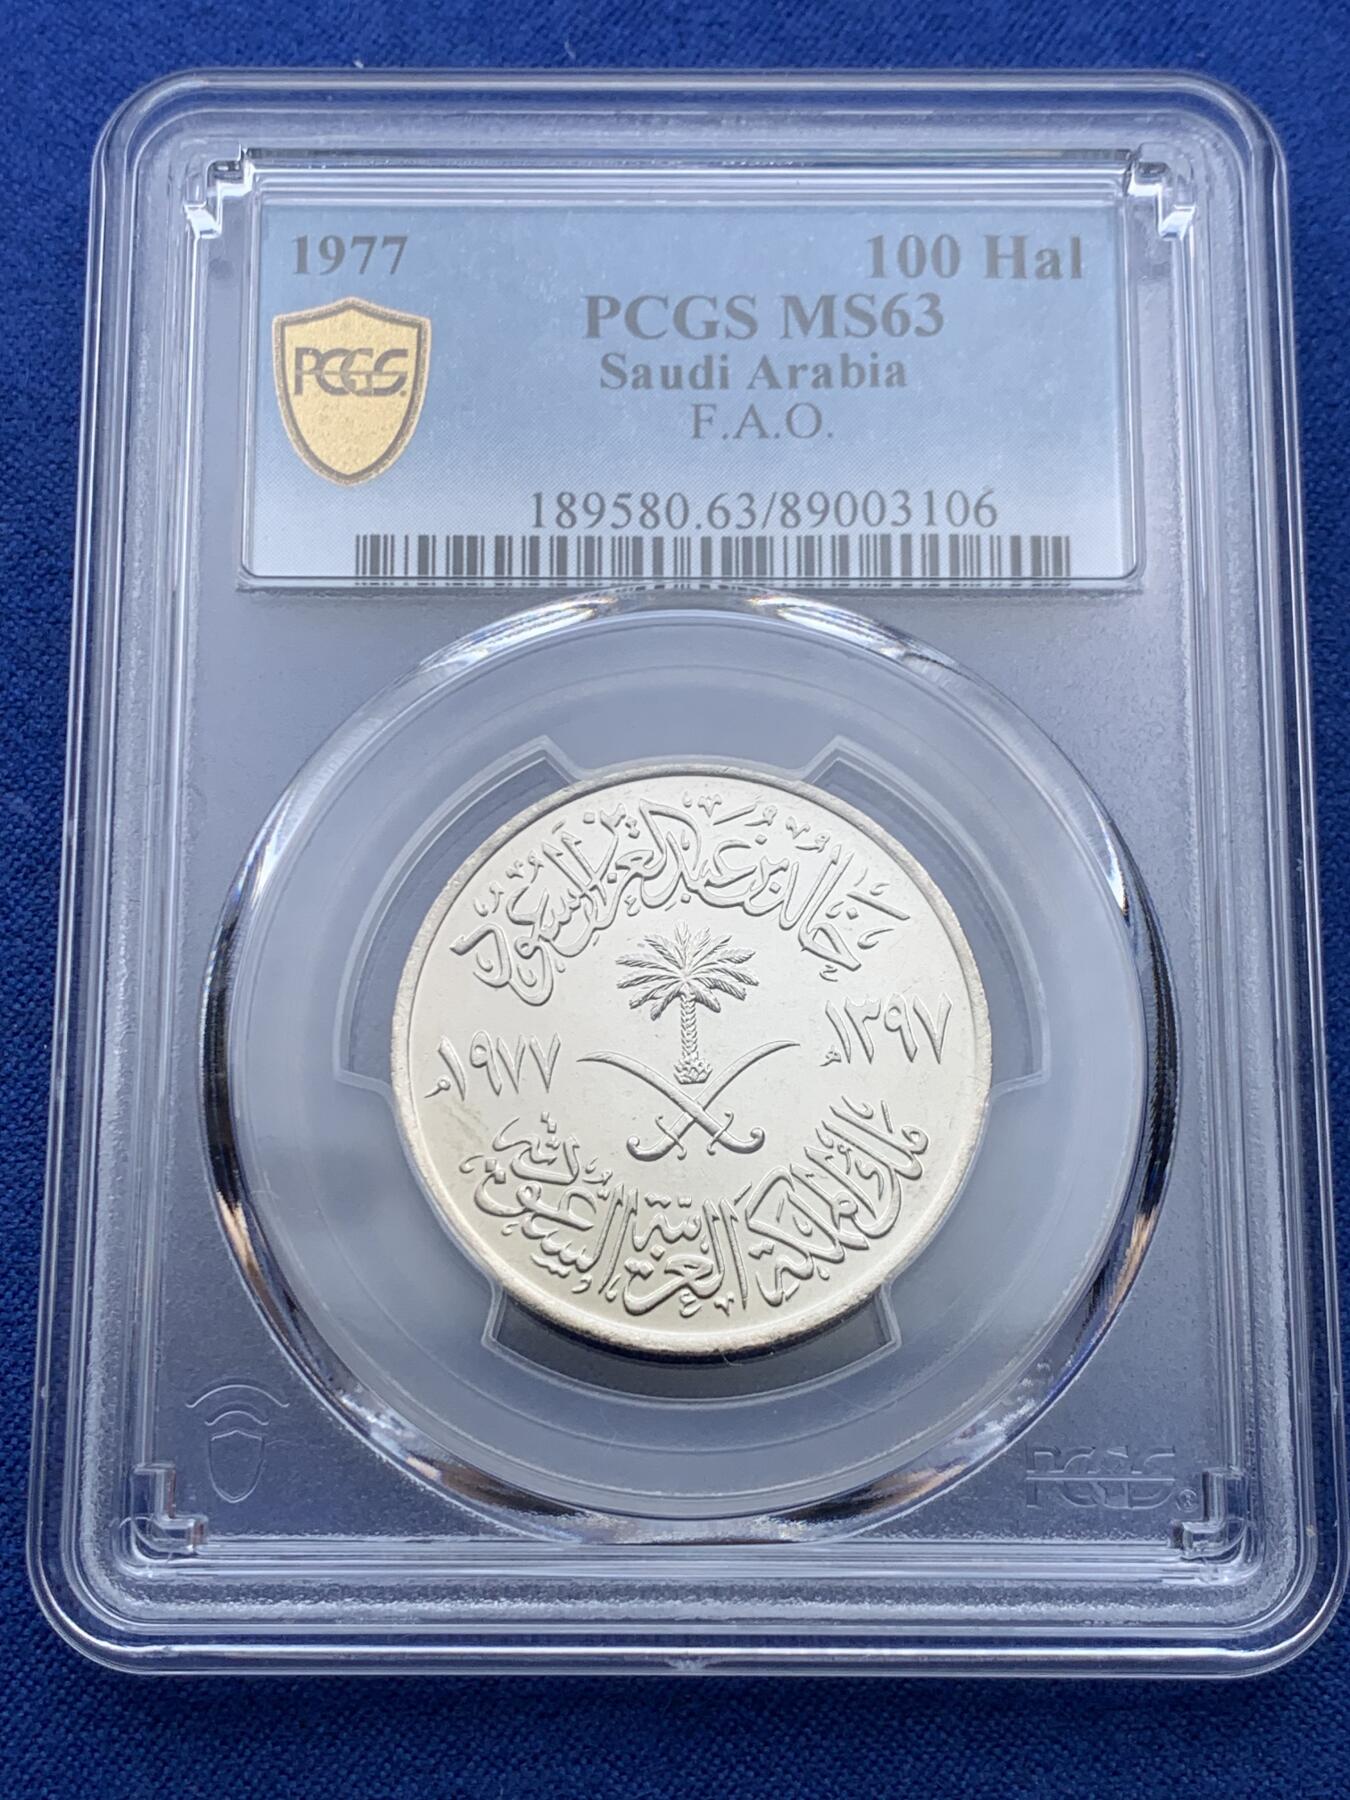 1977 100 Hal
PCGS MS63
Saudi Arabia
F.A.O.
PCGS
189580.63/89003106
خالد بن عبد العزيز آل سعود
١٣٩٧ هـ
١٩٧٧ م
ملك المملكة العربية السعودية
PCGS